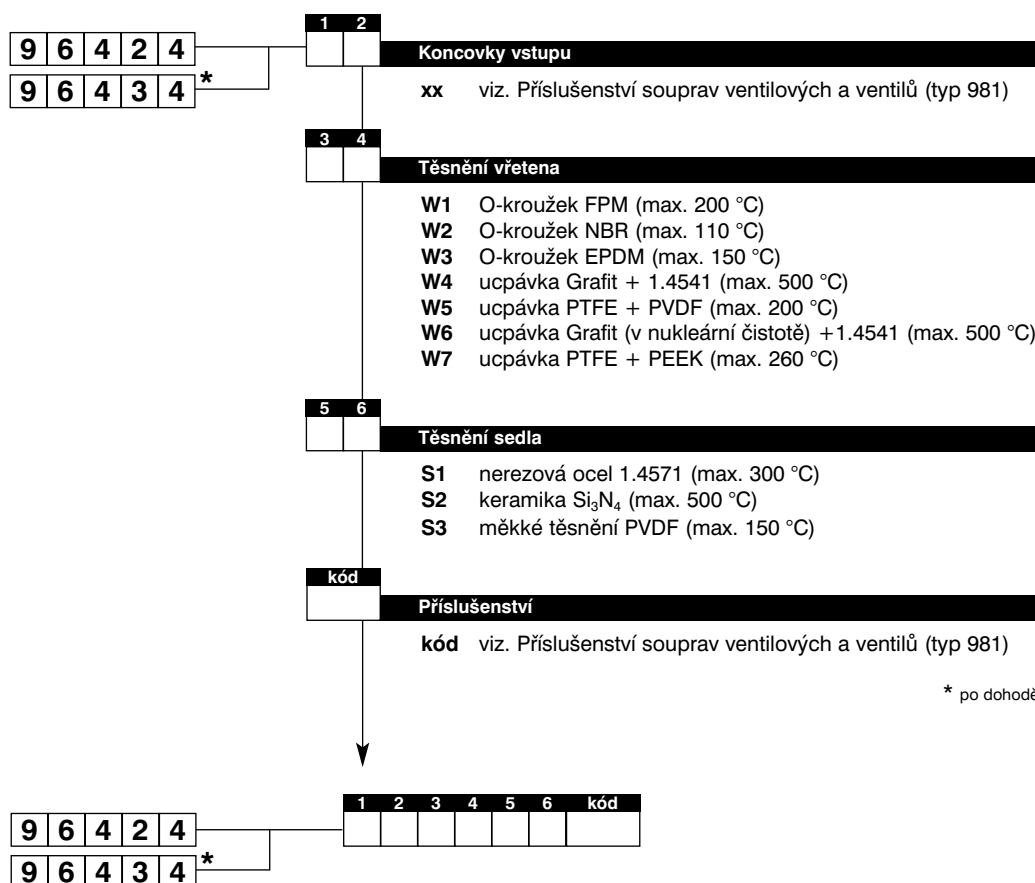 1 2
9 6 4 2 4
Koncovky vstupu
9 6 4 3 4 *
xx viz. Příslušenství souprav ventilových a ventilů (typ 981)
3 4
Těsnění vřetena
W1 O-kroužek FPM (max. 200 °C)
W2 O-kroužek NBR (max. 110 °C)
W3 O-kroužek EPDM (max. 150 °C)
W4 ucpávka Grafit + 1.4541 (max. 500 °C)
W5 ucpávka PTFE + PVDF (max. 200 °C)
W6 ucpávka Grafit (v nukleární čistotě) +1.4541 (max. 500 °C)
W7 ucpávka PTFE + PEEK (max. 260 °C)
5 6
Těsnění sedla
S1 nerezová ocel 1.4571 (max. 300 °C)
S2 keramika Si₃N₄ (max. 500 °C)
S3 měkké těsnění PVDF (max. 150 °C)
kód
Příslušenství
kód viz. Příslušenství souprav ventilových a ventilů (typ 981)
* po dohodě
1 2 3 4 5 6 kód
9 6 4 2 4
9 6 4 3 4 *